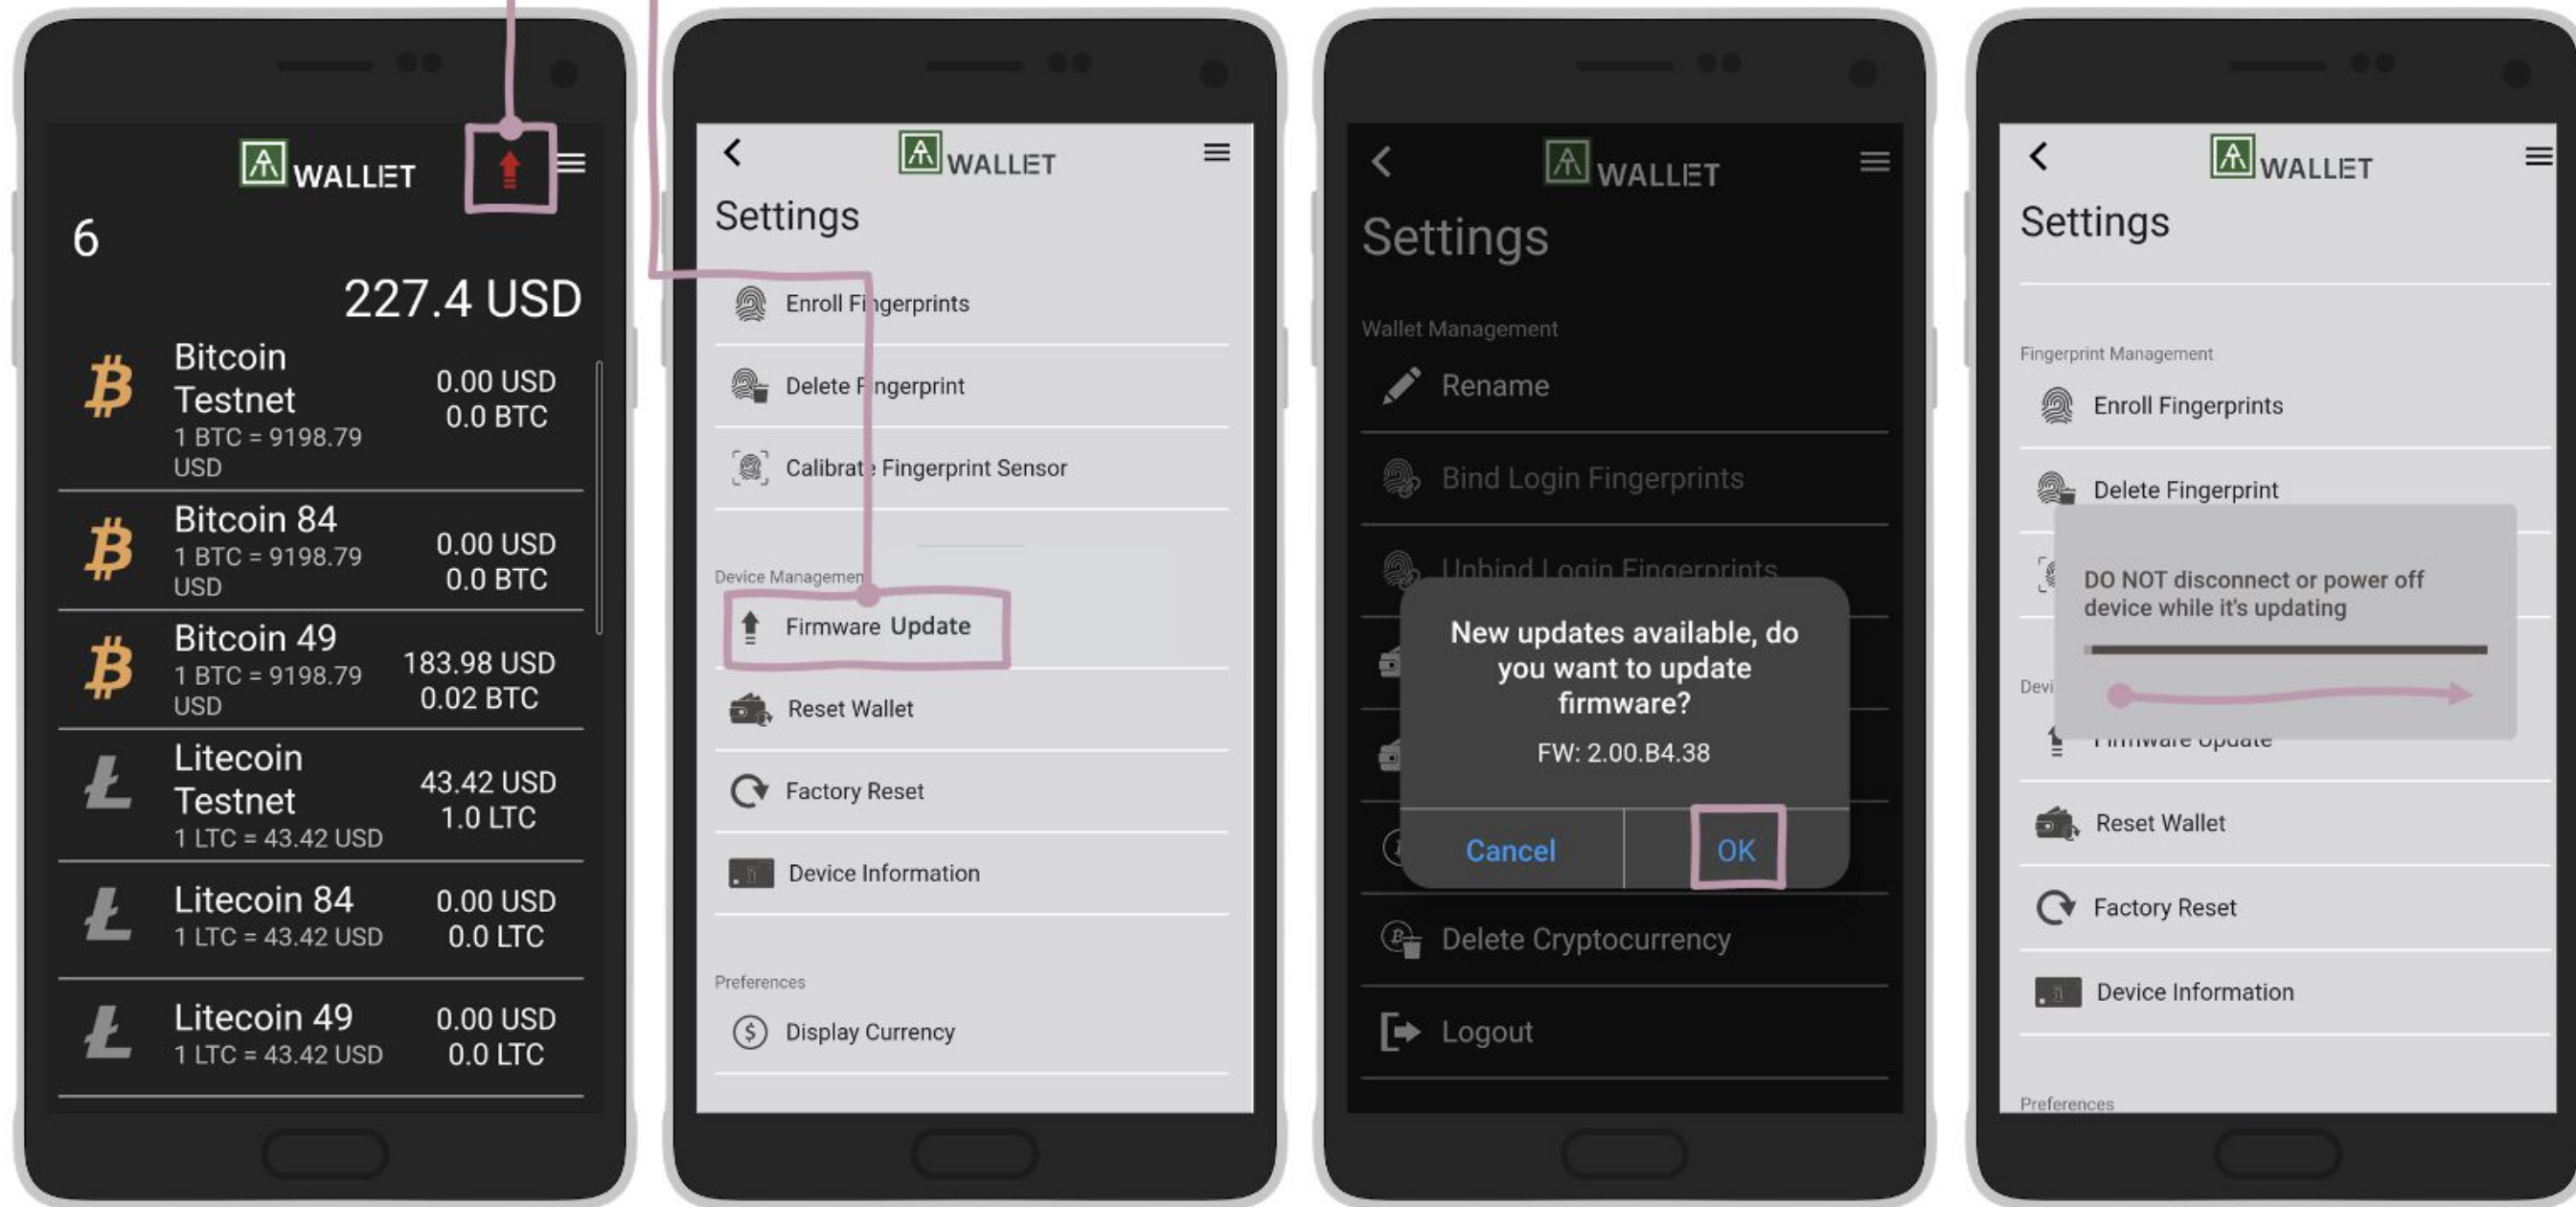 WALLET
6
227.4 USD
Bitcoin
Testnet
1 BTC = 9198.79
USD
0.00 USD
0.0 BTC
Bitcoin 84
1 BTC = 9198.79
USD
0.00 USD
0.0 BTC
Bitcoin 49
1 BTC = 9198.79
USD
183.98 USD
0.02 BTC
Litecoin
Testnet
1 LTC = 43.42 USD
43.42 USD
1.0 LTC
Litecoin 84
1 LTC = 43.42 USD
0.00 USD
0.0 LTC
Litecoin 49
1 LTC = 43.42 USD
0.00 USD
0.0 LTC
WALLET
Settings
Enroll Fingerprints
Delete Fingerprint
Calibrate Fingerprint Sensor
Device Management
Firmware Update
Reset Wallet
Factory Reset
Device Information
Preferences
Display Currency
WALLET
Settings
Wallet Management
Rename
Bind Login Fingerprints
Unbind Login Fingerprints
New updates available, do
you want to update
firmware?
FW: 2.00.B4.38
Cancel
OK
Delete Cryptocurrency
Logout
WALLET
Settings
Fingerprint Management
Enroll Fingerprints
Delete Fingerprint
DO NOT disconnect or power off
device while it's updating
Devi
Firmware Update
Reset Wallet
Factory Reset
Device Information
Preferences